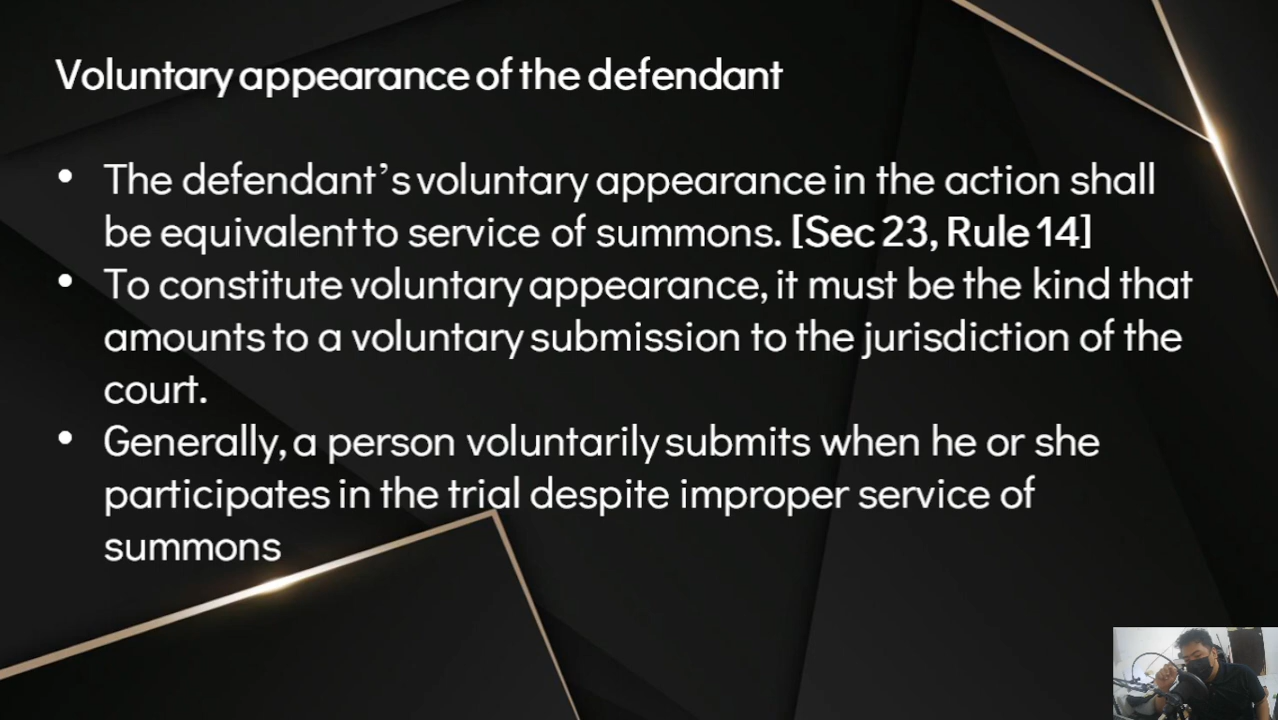 Voluntary appearance of the defendant
• The defendant’s voluntary appearance in the action shall
be equivalent to service of summons. [Sec 23, Rule 14]
• To constitute voluntary appearance, it must be the kind that
amounts to a voluntary submission to the jurisdiction of the
court.
• Generally, a person voluntarily submits when he or she
participates in the trial despite improper service of
summons